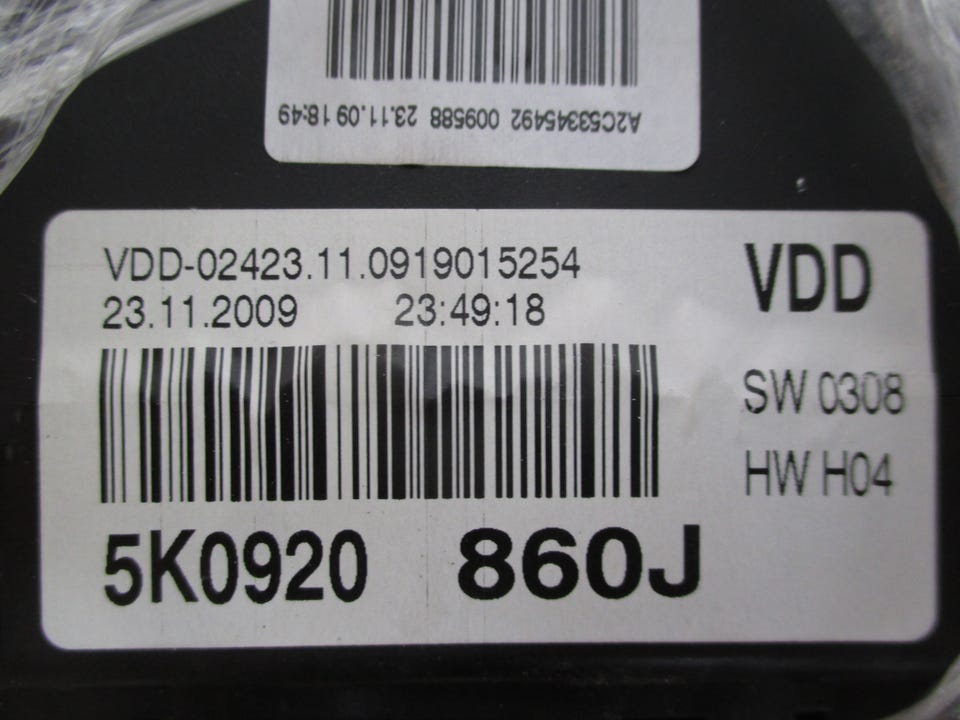 A2C53345492 009588 23.11.09 18:49
VDD-02423.11.0919015254
23.11.2009 23:49:18
VDD
SW 0308
HW H04
5K0920 860J